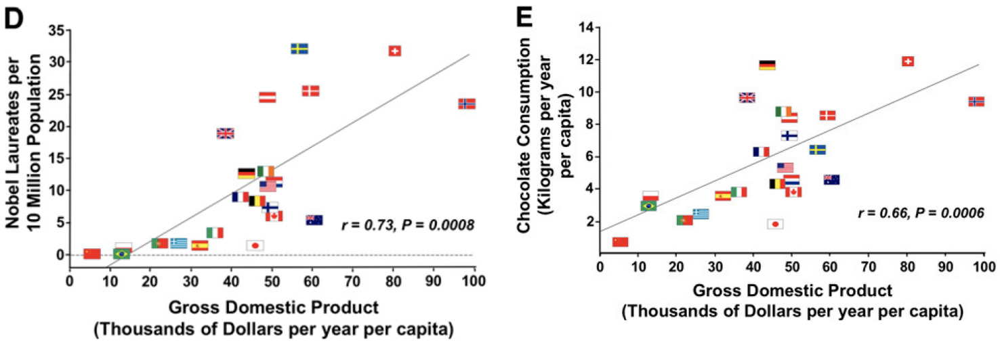 D
Nobel Laureates per
10 Million Population
35
30
25
20
15
10
5
0
r = 0.73, P = 0.0008
0 10 20 30 40 50 60 70 80 90 100
Gross Domestic Product
(Thousands of Dollars per year per capita)
E
Chocolate Consumption
(Kilograms per year
per capita)
14
12
10
8
6
4
2
r = 0.66, P = 0.0006
0 10 20 30 40 50 60 70 80 90 100
Gross Domestic Product
(Thousands of Dollars per year per capita)